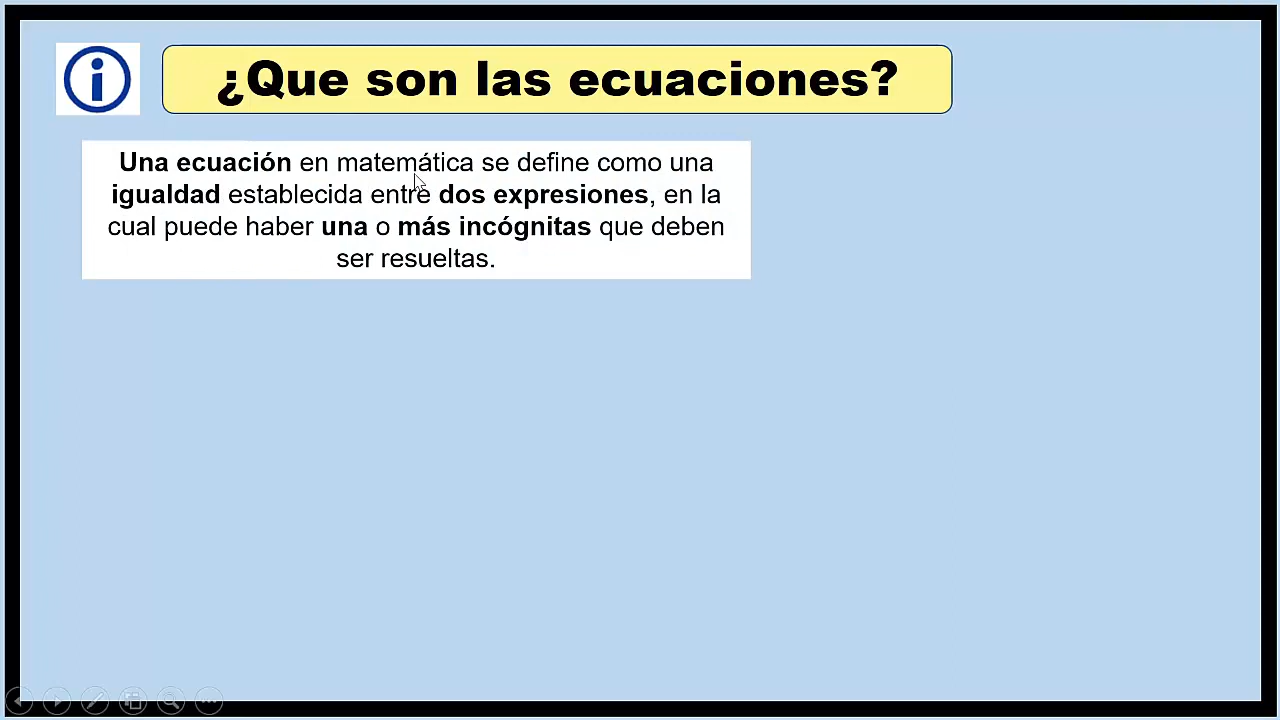 ¿Que son las ecuaciones?
Una ecuación en matemática se define como una
igualdad establecida entre dos expresiones, en la
cual puede haber una o más incógnitas que deben
ser resueltas.